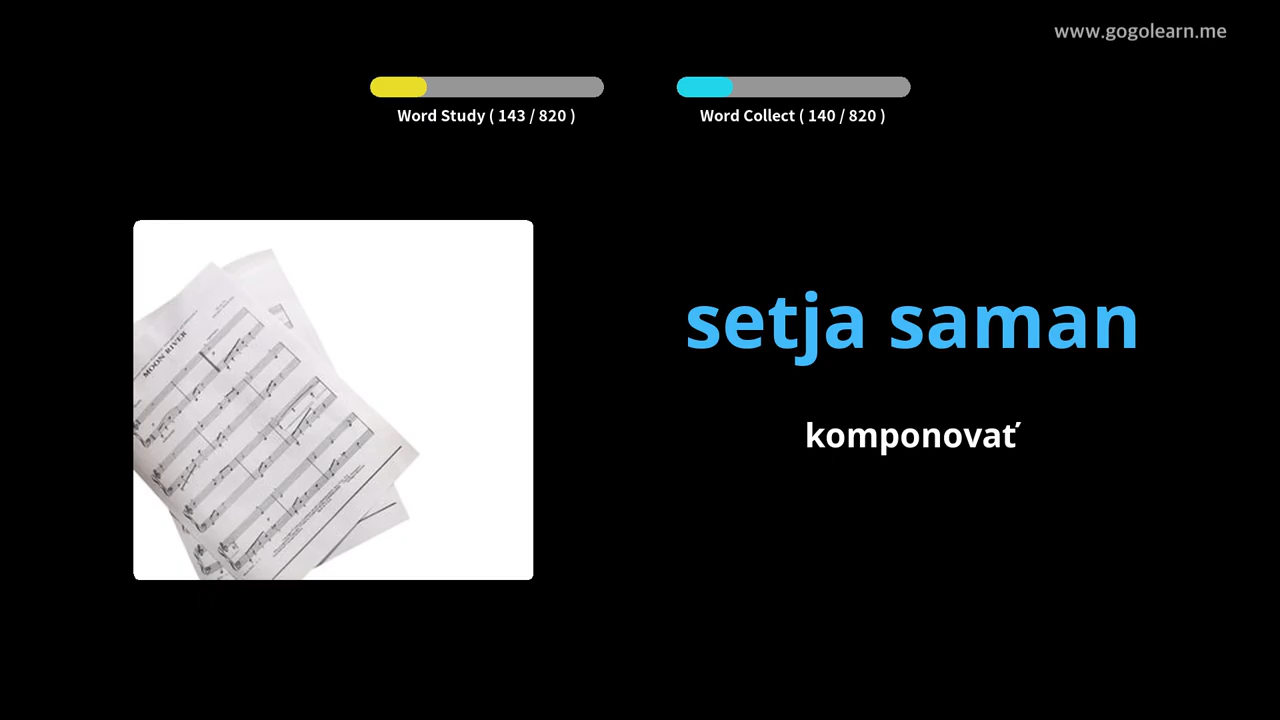 www.gogolearn.me
Word Study ( 143 / 820 )
Word Collect ( 140 / 820 )
MOON RIVER
setja saman
komponovať